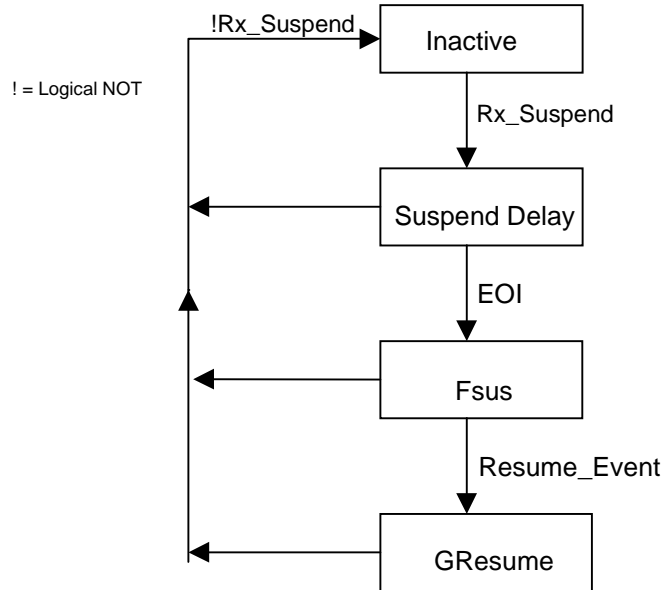 !Rx_Suspend
Inactive
! = Logical NOT
Rx_Suspend
Suspend Delay
EOI
Fsus
Resume_Event
GResume